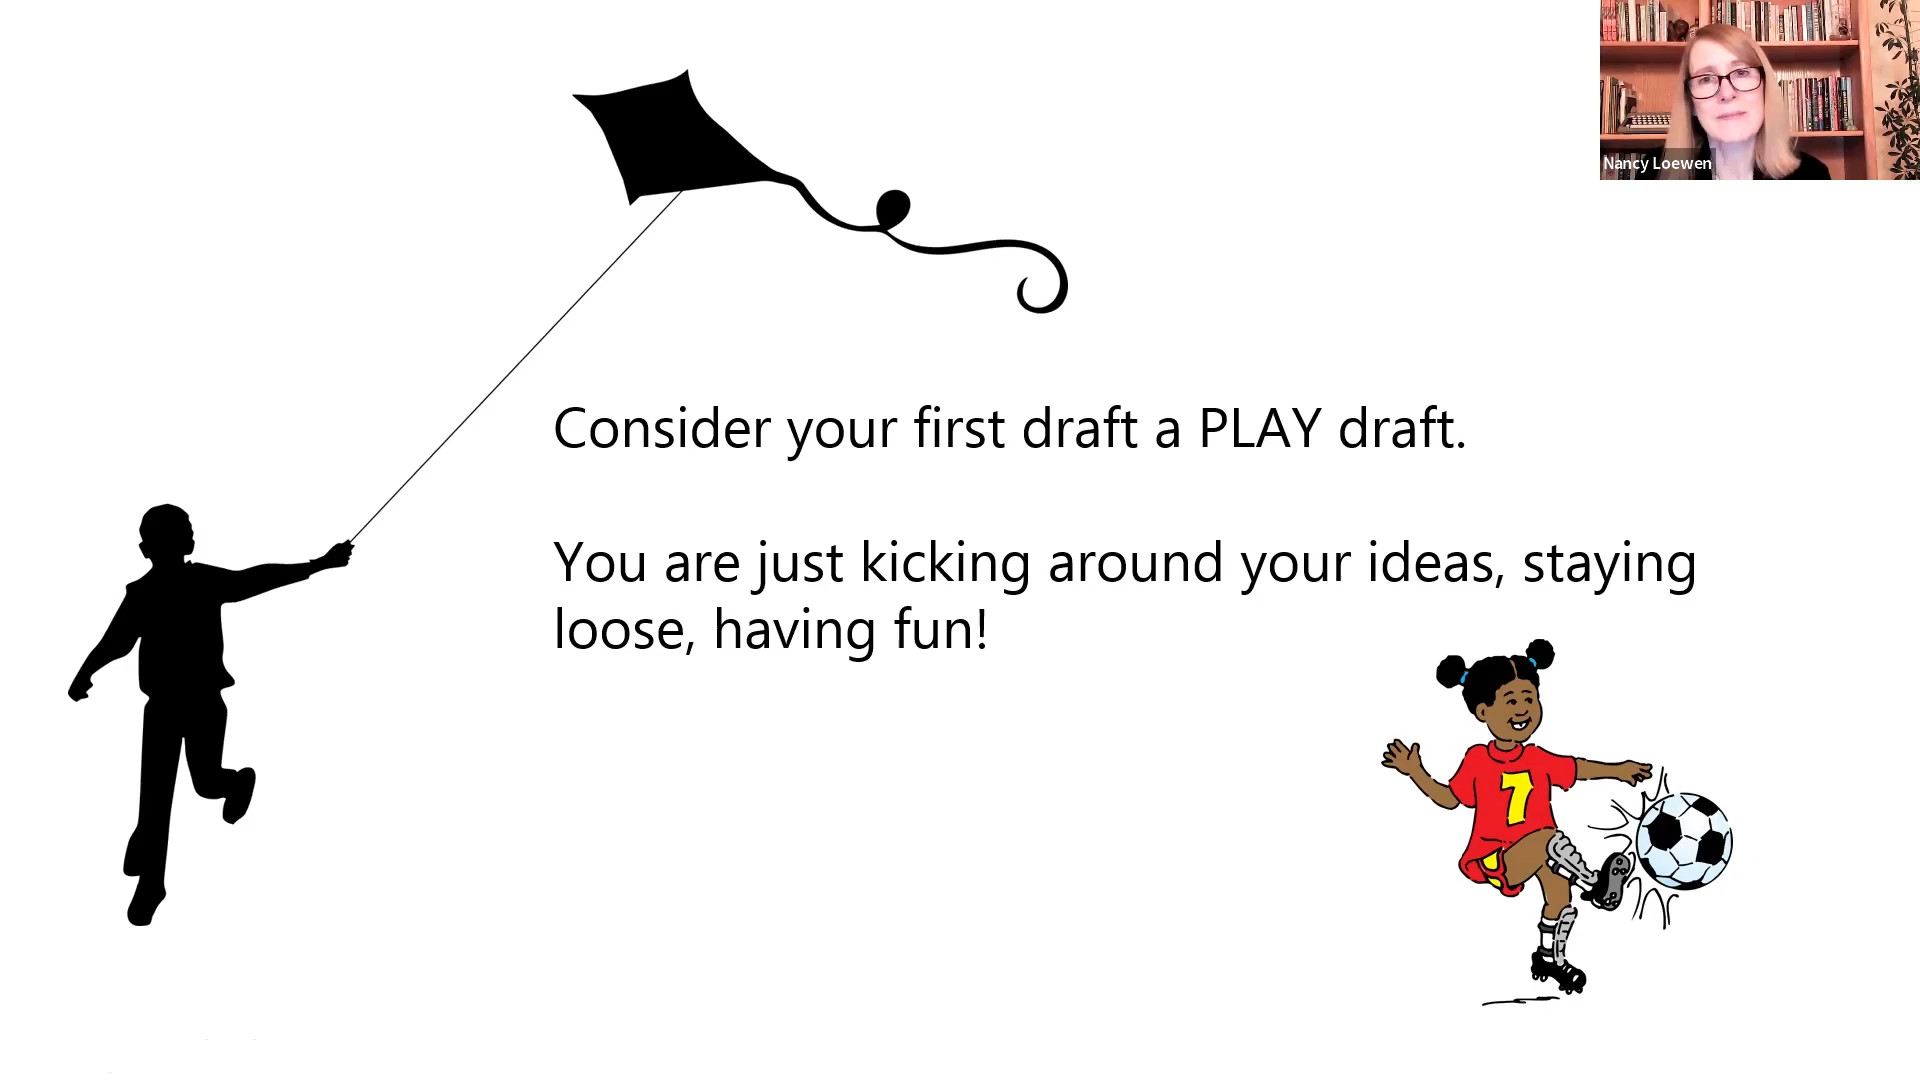 Nancy Loewen
Consider your first draft a PLAY draft.
You are just kicking around your ideas, staying
loose, having fun!
7